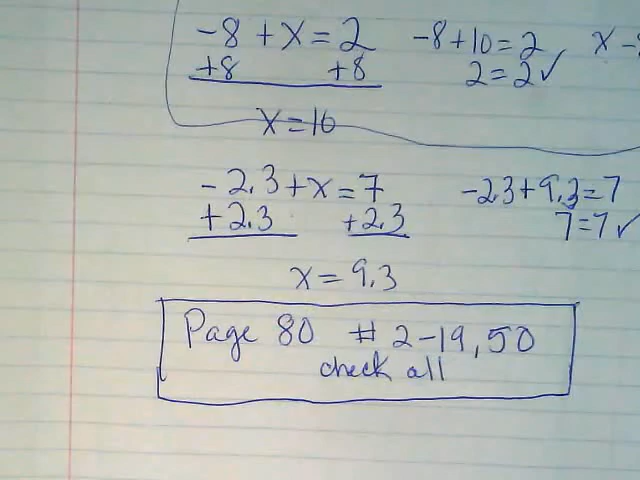 -8 + x = 2   -8+10=2   x -
+8   +8   2=2 ✓
x=10
-2.3+x=7   -2.3+9.3=7
+2.3   +2.3   7=7 ✓
x = 9.3
Page 80 # 2-19, 50
check all